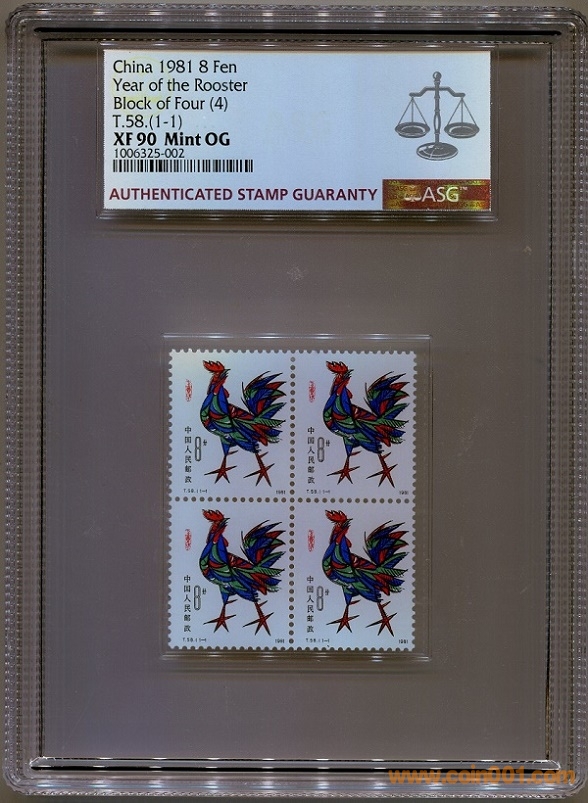 China 1981 8 Fen
Year of the Rooster
Block of Four (4)
T.58.(1-1)
XF 90 Mint OG
1006325-002
AUTHENTICATED STAMP GUARANTY
ASG™
8分
中国人民邮政
T.58.(1-1
1981
8分
中国人民邮政
T.58.(1-1
1981
8分
中国人民邮政
T.58.(1-1
1981
8分
中国人民邮政
T.58.(1-1
1981
www.coin001.com